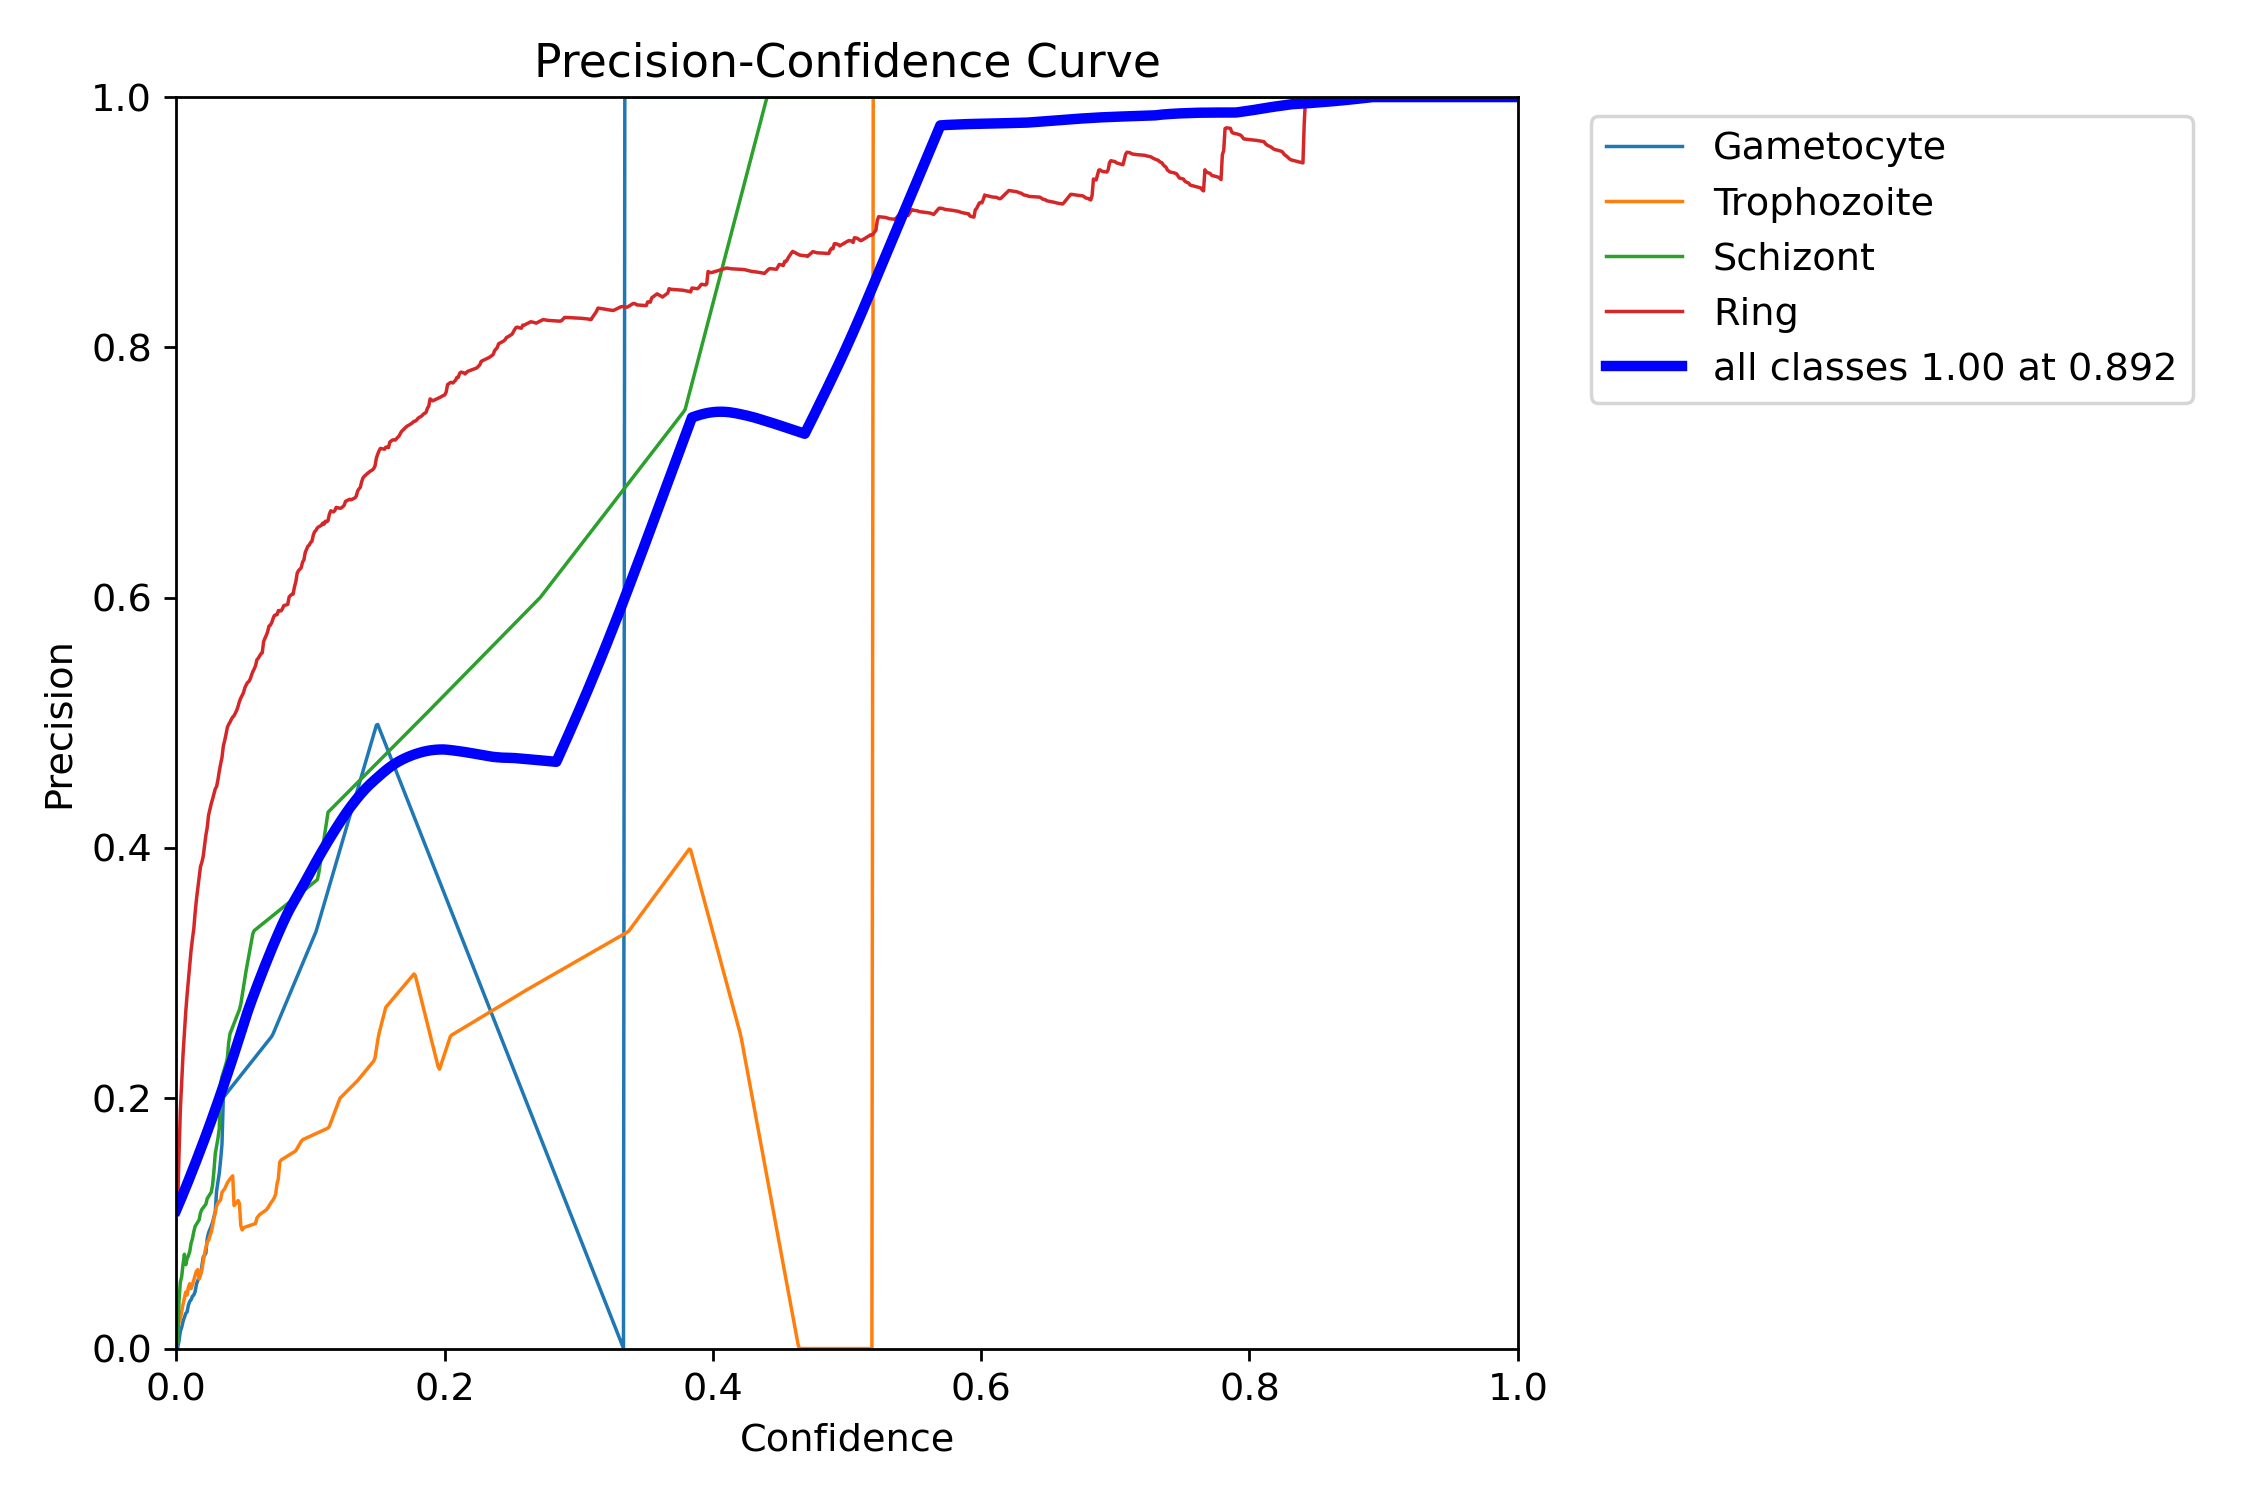 Precision-Confidence Curve
1.0
0.8
0.6
0.4
0.2
0.0
Precision
0.0 0.2 0.4 0.6 0.8 1.0
Confidence
Gametocyte
Trophozoite
Schizont
Ring
all classes 1.00 at 0.892